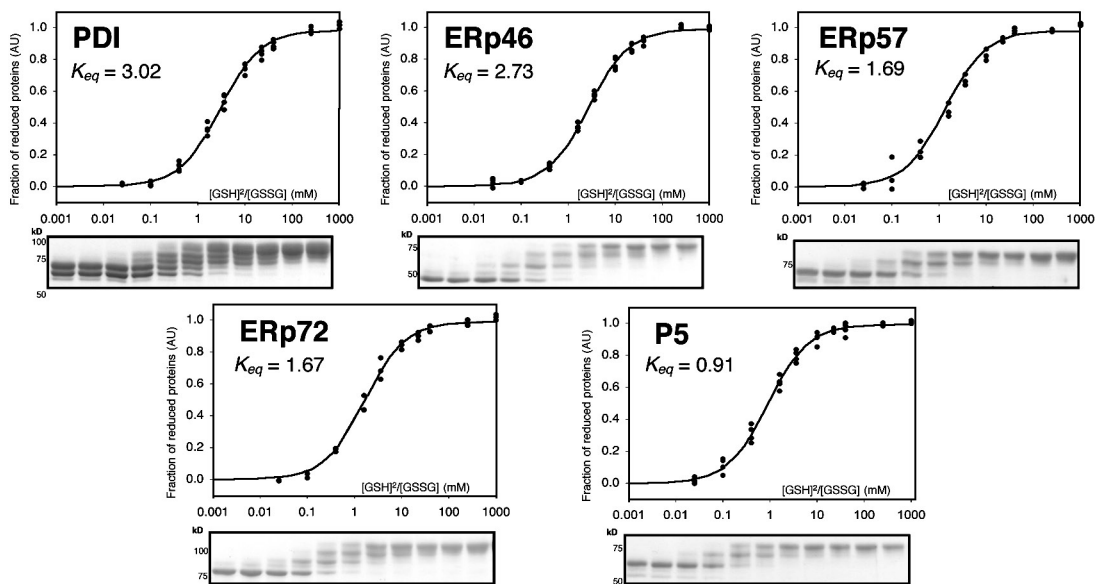 PDI
Keq = 3.02
Fraction of reduced proteins (AU)
1.0
0.8
0.6
0.4
0.2
0.0
[GSH]²/[GSSG] (mM)
0.001 0.01 0.1 1 10 100 1000
kD
100
75
50
ERp46
Keq = 2.73
Fraction of reduced proteins (AU)
1.0
0.8
0.6
0.4
0.2
0.0
[GSH]²/[GSSG] (mM)
0.001 0.01 0.1 1 10 100 1000
kD
75
50
ERp57
Keq = 1.69
Fraction of reduced proteins (AU)
1.0
0.8
0.6
0.4
0.2
0.0
[GSH]²/[GSSG] (mM)
0.001 0.01 0.1 1 10 100 1000
kD
75
ERp72
Keq = 1.67
Fraction of reduced proteins (AU)
1.0
0.8
0.6
0.4
0.2
0.0
[GSH]²/[GSSG] (mM)
0.001 0.01 0.1 1 10 100 1000
kD
100
75
P5
Keq = 0.91
Fraction of reduced proteins (AU)
1.0
0.8
0.6
0.4
0.2
0.0
[GSH]²/[GSSG] (mM)
0.001 0.01 0.1 1 10 100 1000
kD
75
50